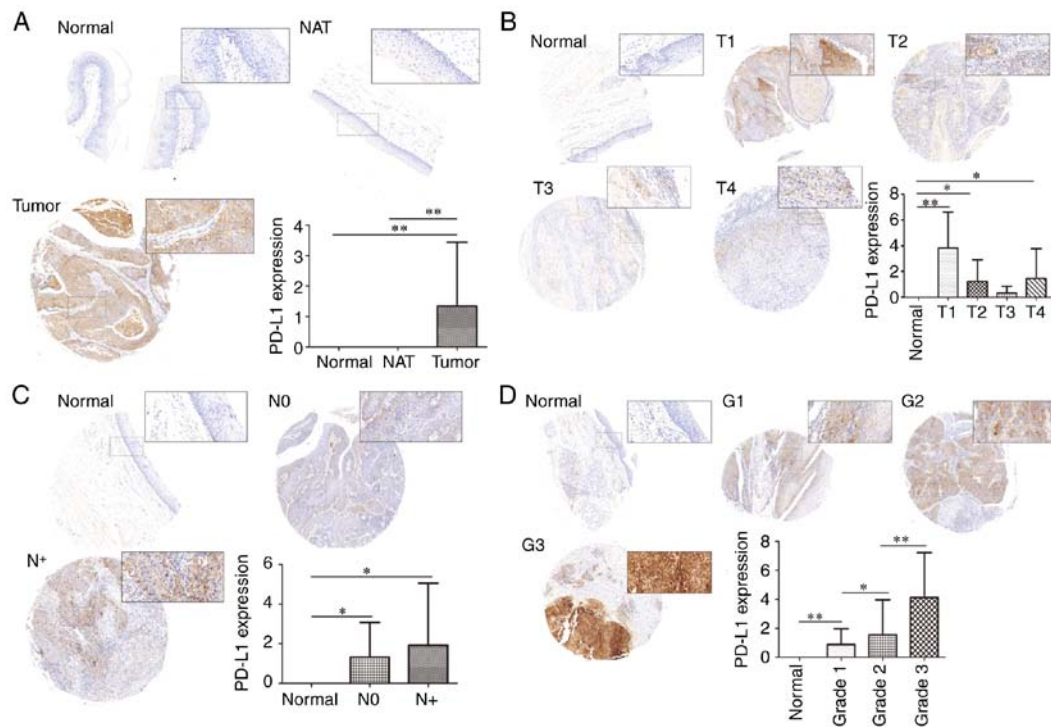 A
Normal
NAT
Tumor
**
**
PD-L1 expression
4
3
2
1
0
Normal NAT Tumor
B
Normal
T1
T2
T3
T4
*
*
**
PD-L1 expression
8
6
4
2
0
Normal
T1
T2
T3
T4
C
Normal
N0
N+
*
*
PD-L1 expression
6
4
2
0
Normal N0 N+
D
Normal
G1
G2
G3
**
*
**
PD-L1 expression
8
6
4
2
0
Normal
Grade 1
Grade 2
Grade 3